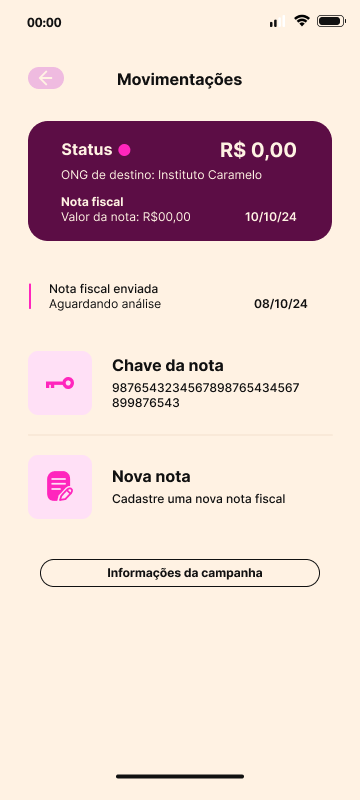 00:00
Movimentações
Status R$ 0,00
ONG de destino: Instituto Caramelo
Nota fiscal
Valor da nota: R$00,00 10/10/24
Nota fiscal enviada
Aguardando análise 08/10/24
Chave da nota
9876543234567898765434567
899876543
Nova nota
Cadastre uma nova nota fiscal
Informações da campanha